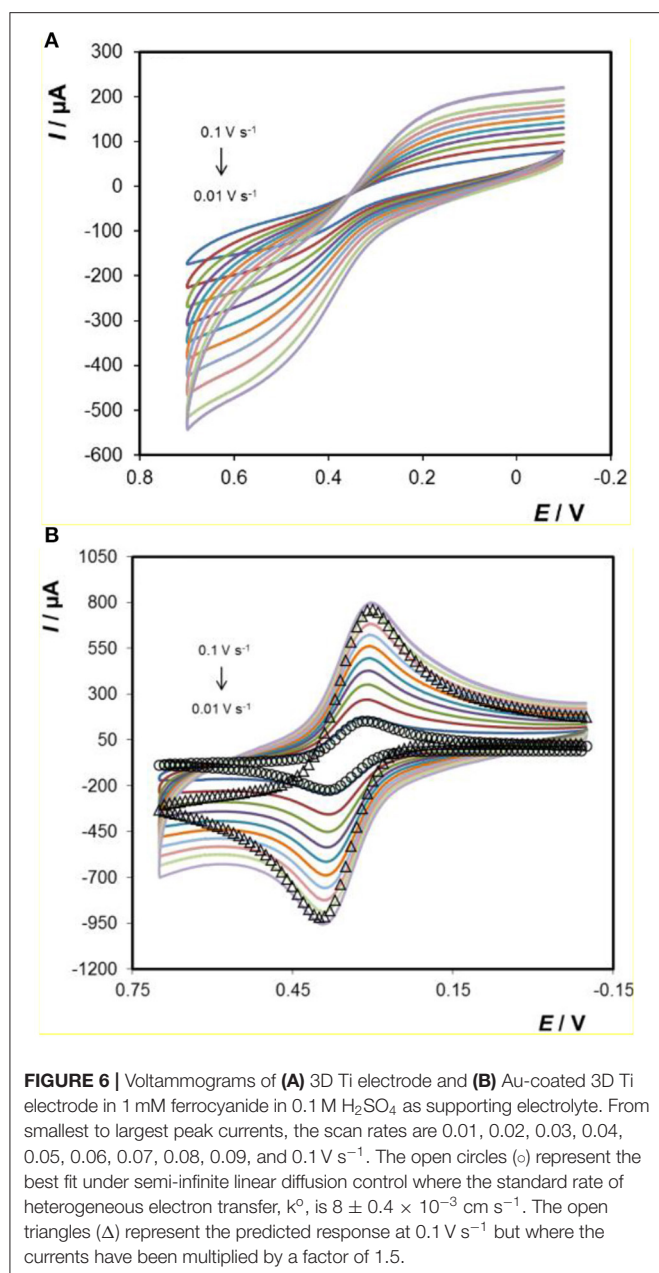 A
I / µA
300
200
100
0
-100
-200
-300
-400
-500
-600
0.1 V s⁻¹
0.01 V s⁻¹
0.8
0.6
0.4
0.2
0
-0.2
E / V
B
I / µA
1050
800
550
300
50
-200
-450
-700
-950
-1200
0.1 V s⁻¹
0.01 V s⁻¹
0.75
0.45
0.15
-0.15
E / V
FIGURE 6 | Voltammograms of (A) 3D Ti electrode and (B) Au-coated 3D Ti
electrode in 1 mM ferrocyanide in 0.1 M H₂SO₄ as supporting electrolyte. From
smallest to largest peak currents, the scan rates are 0.01, 0.02, 0.03, 0.04,
0.05, 0.06, 0.07, 0.08, 0.09, and 0.1 V s⁻¹. The open circles (○) represent the
best fit under semi-infinite linear diffusion control where the standard rate of
heterogeneous electron transfer, kᵒ, is 8 ± 0.4 × 10⁻³ cm s⁻¹. The open
triangles (Δ) represent the predicted response at 0.1 V s⁻¹ but where the
currents have been multiplied by a factor of 1.5.